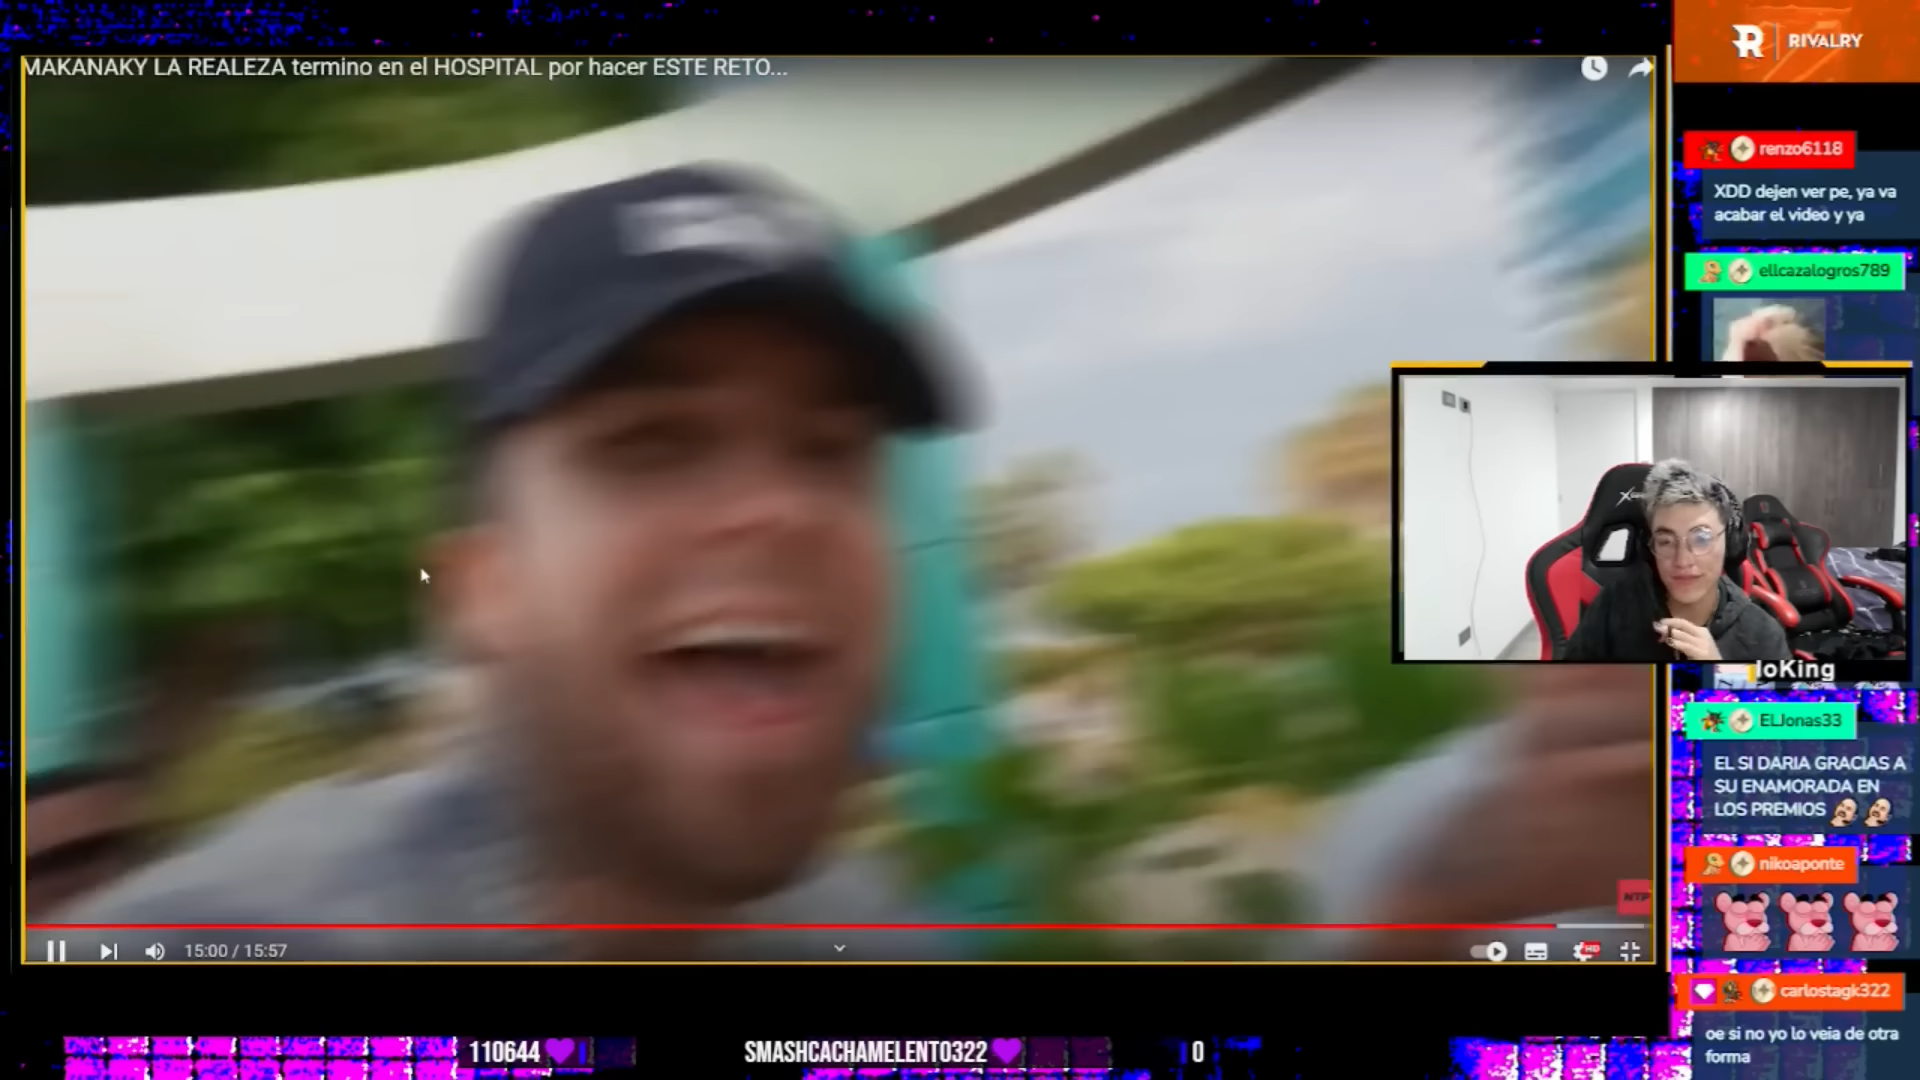 MAKANAKY LA REALEZA termino en el HOSPITAL por hacer ESTE RETO...
R | RIVALRY
renzo6118
XDD dejen ver pe, ya va
acabar el video y ya
ellcazalogros789
loKing
ELJonas33
EL SI DARIA GRACIAS A
SU ENAMORADA EN
LOS PREMIOS
nikoaponte
carlostagk322
oe si no yo lo veia de otra
forma
NTP
15:00 / 15:57
HD
110644
SMASHCACHAMELENTO322
0